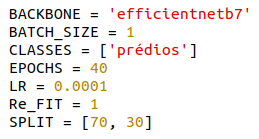 BACKBONE = 'efficientnetb7'
BATCH_SIZE = 1
CLASSES = ['prédios']
EPOCHS = 40
LR = 0.0001
Re_FIT = 1
SPLIT = [70, 30]